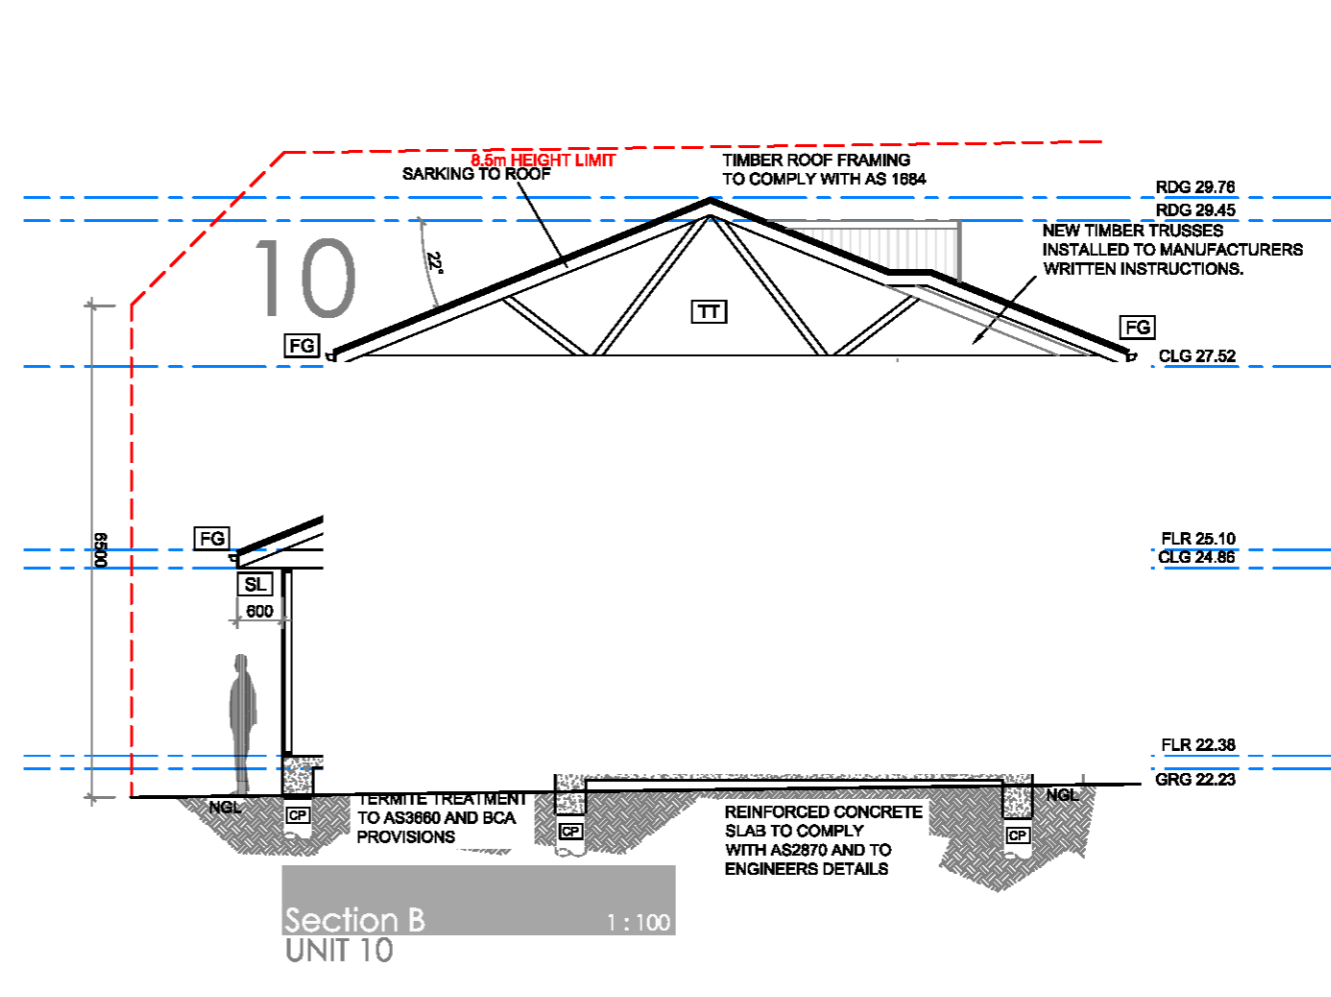 8.5m HEIGHT LIMIT
SARKING TO ROOF
TIMBER ROOF FRAMING
TO COMPLY WITH AS 1684
RDG 29.76
RDG 29.45
NEW TIMBER TRUSSES
INSTALLED TO MANUFACTURERS
WRITTEN INSTRUCTIONS.
10
22°
TT
FG
FG
CLG 27.52
6500
FG
FLR 25.10
CLG 24.86
SL
600
FLR 22.38
GRG 22.23
NGL
NGL
CP
CP
CP
TERMITE TREATMENT
TO AS3660 AND BCA
PROVISIONS
REINFORCED CONCRETE
SLAB TO COMPLY
WITH AS2870 AND TO
ENGINEERS DETAILS
Section B 1 : 100
UNIT 10